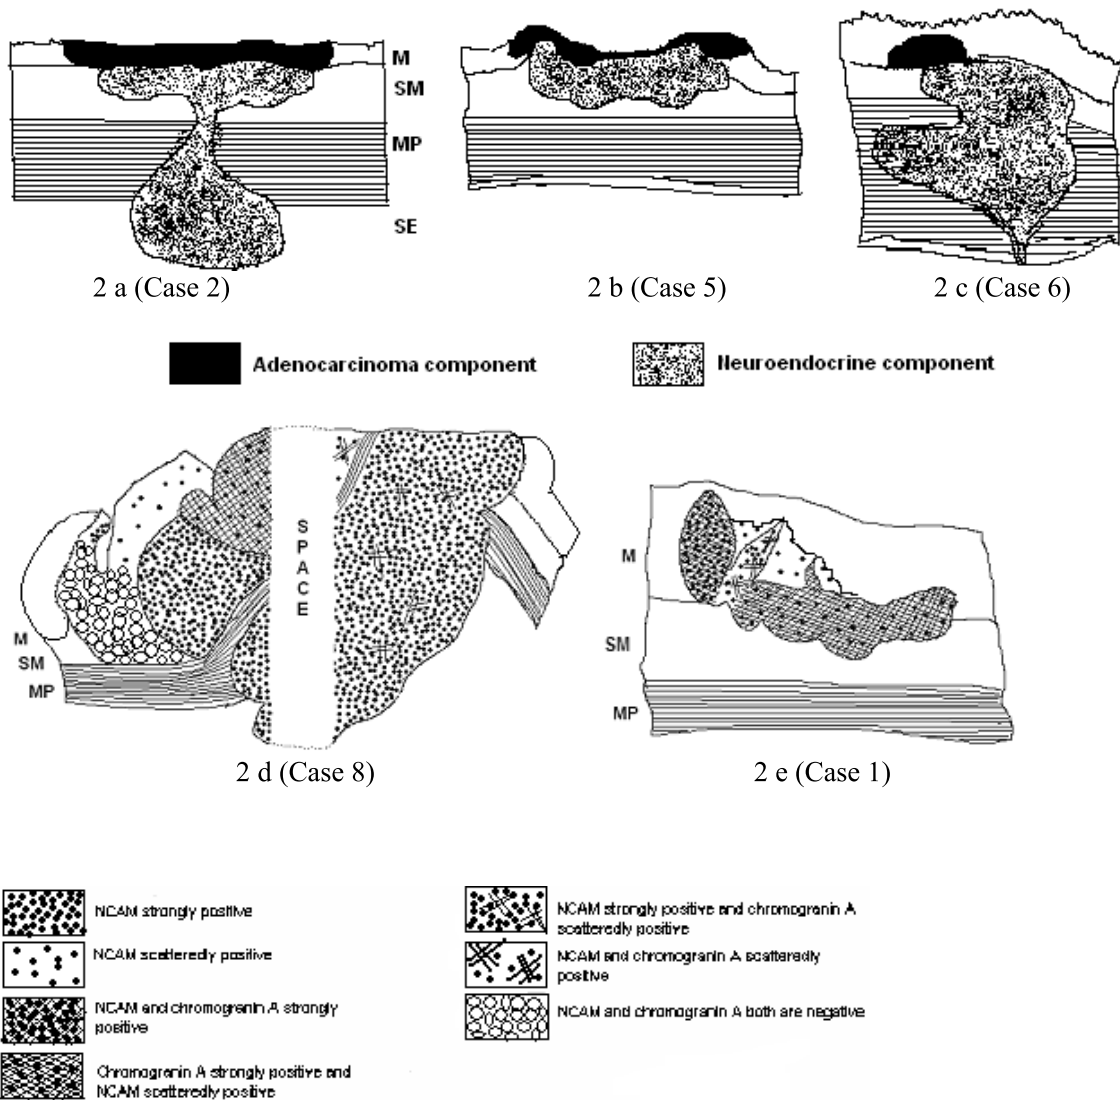 M
SM
MP
SE
2 a (Case 2)
2 b (Case 5)
2 c (Case 6)
Adenocarcinoma component
Neuroendocrine component
S
P
A
C
E
M
SM
MP
2 d (Case 8)
M
SM
MP
2 e (Case 1)
NCAM strongly positive
NCAM scatteredly positive
NCAM and chromogranin A strongly
positive
Chromogranin A strongly positive and
NCAM scatteredly positive
NCAM strongly positive and chromogranin A
scatteredly positive
NCAM and chromogranin A scatteredly
positive
NCAM and chromogranin A both are negative